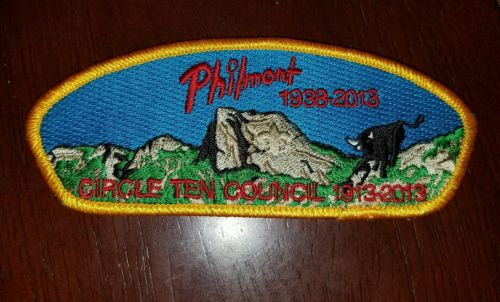 Philmont
1938-2013
CIRCLE TEN COUNCIL 1913-2013